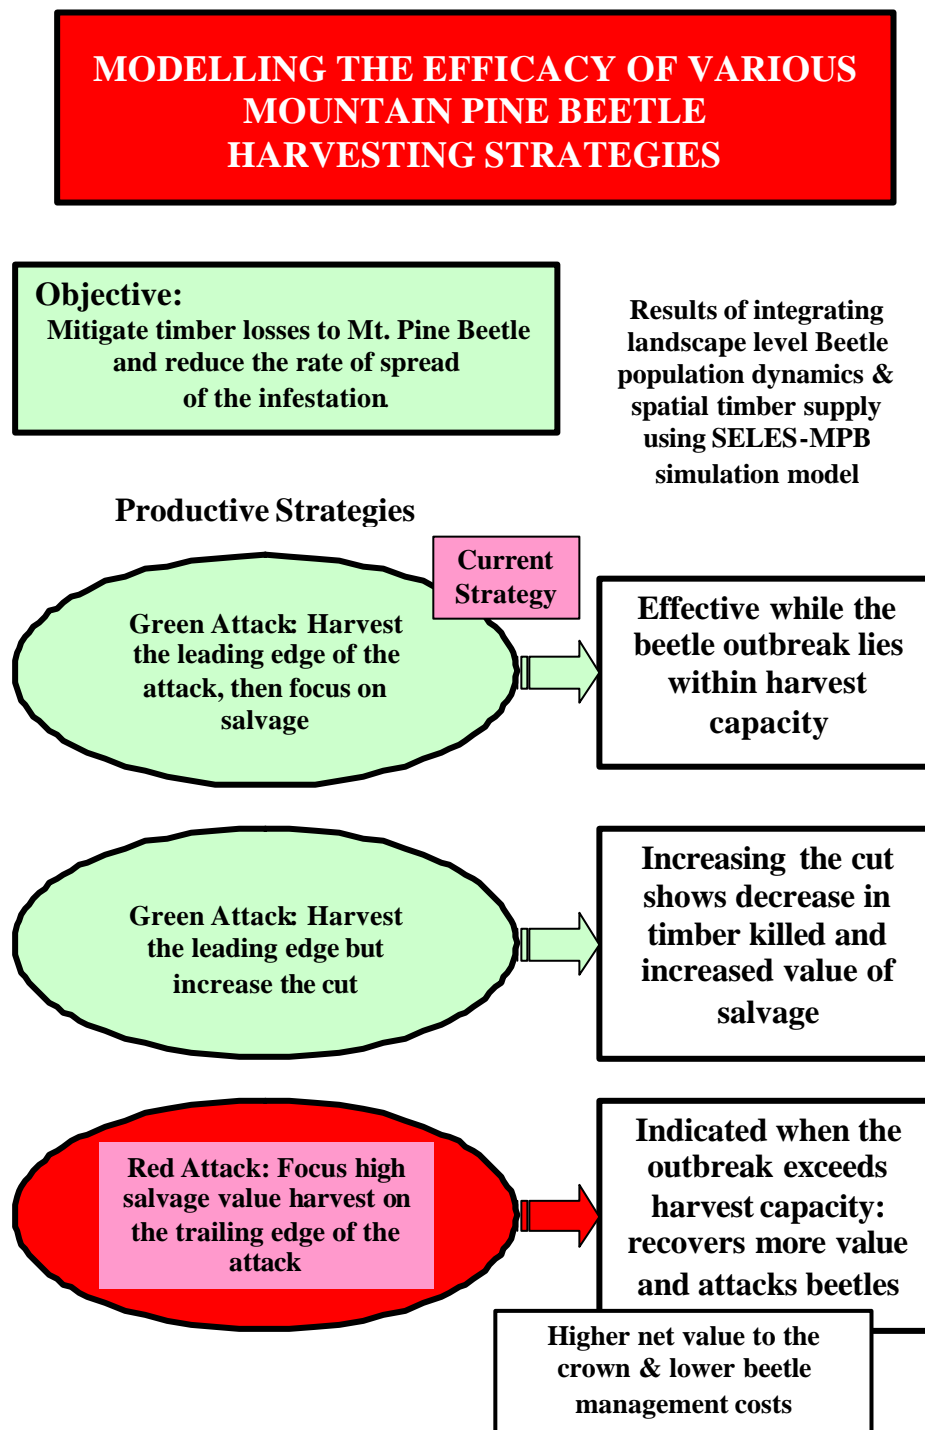 MODELLING THE EFFICACY OF VARIOUS
MOUNTAIN PINE BEETLE
HARVESTING STRATEGIES
Objective:
Mitigate timber losses to Mt. Pine Beetle
and reduce the rate of spread
of the infestation.
Results of integrating
landscape level Beetle
population dynamics &
spatial timber supply
using SELES-MPB
simulation model
Productive Strategies
Current
Strategy
Green Attack: Harvest
the leading edge of the
attack, then focus on
salvage
Effective while the
beetle outbreak lies
within harvest
capacity
Green Attack: Harvest
the leading edge but
increase the cut
Increasing the cut
shows decrease in
timber killed and
increased value of
salvage
Red Attack: Focus high
salvage value harvest on
the trailing edge of the
attack
Indicated when the
outbreak exceeds
harvest capacity:
recovers more value
and attacks beetles
Higher net value to the
crown & lower beetle
management costs